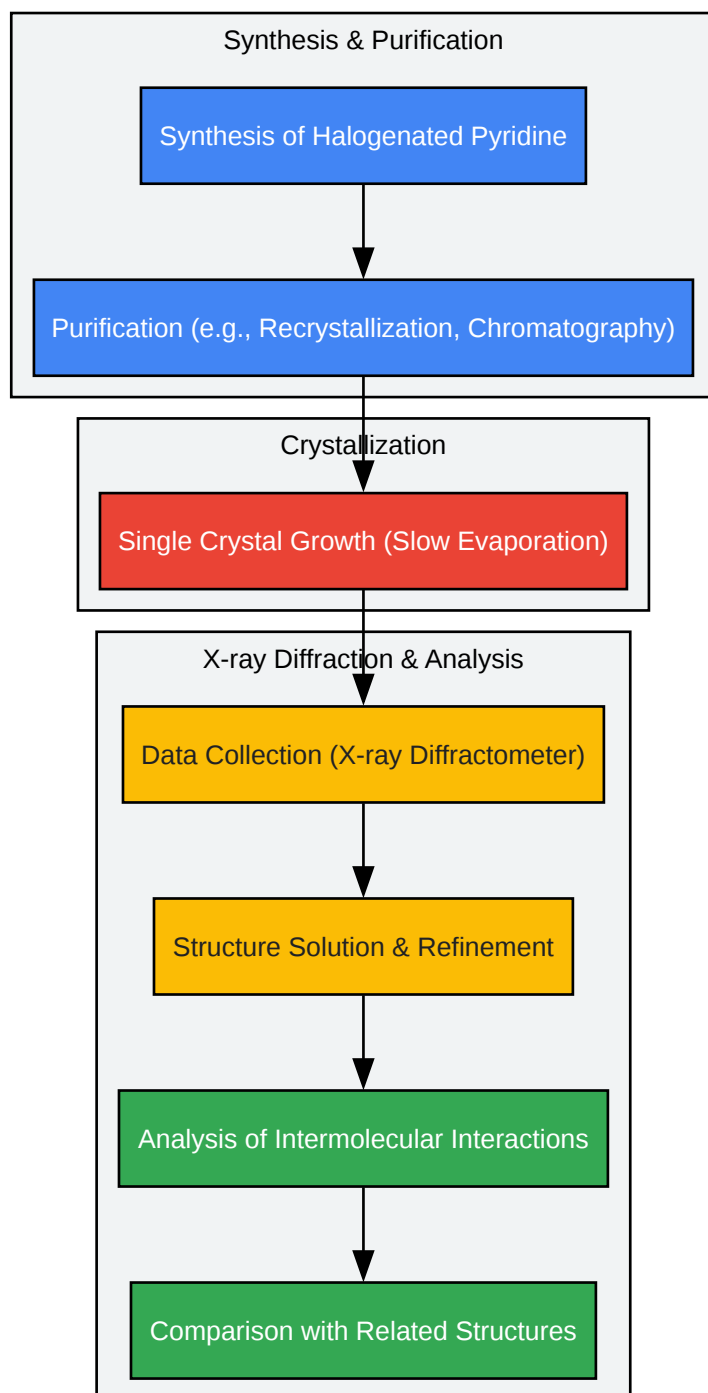 Synthesis & Purification
Synthesis of Halogenated Pyridine
Purification (e.g., Recrystallization, Chromatography)
Crystallization
Single Crystal Growth (Slow Evaporation)
X-ray Diffraction & Analysis
Data Collection (X-ray Diffractometer)
Structure Solution & Refinement
Analysis of Intermolecular Interactions
Comparison with Related Structures